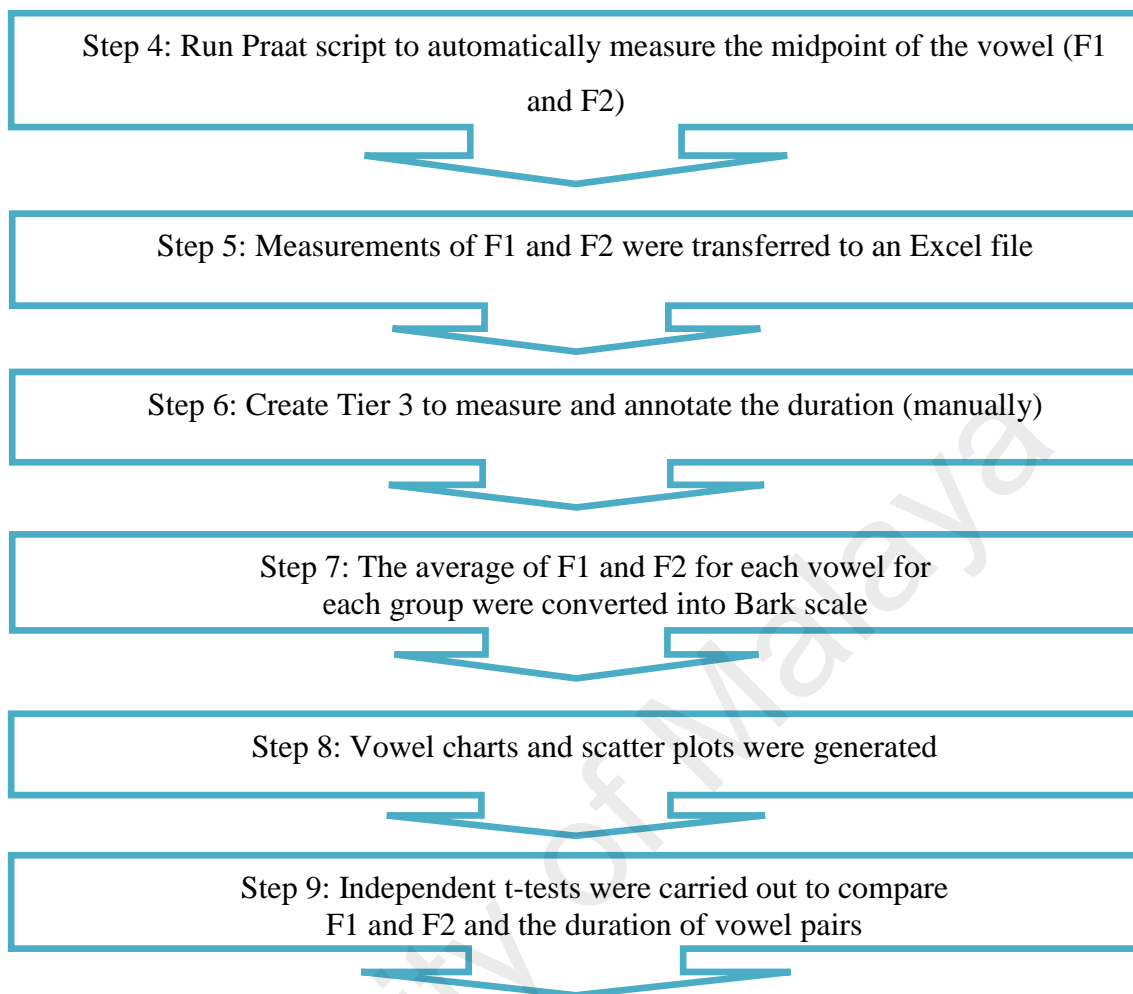 Step 4: Run Praat script to automatically measure the midpoint of the vowel (F1
and F2)
Step 5: Measurements of F1 and F2 were transferred to an Excel file
Step 6: Create Tier 3 to measure and annotate the duration (manually)
Step 7: The average of F1 and F2 for each vowel for
each group were converted into Bark scale
Step 8: Vowel charts and scatter plots were generated
Step 9: Independent t-tests were carried out to compare
F1 and F2 and the duration of vowel pairs
ity of Malaya